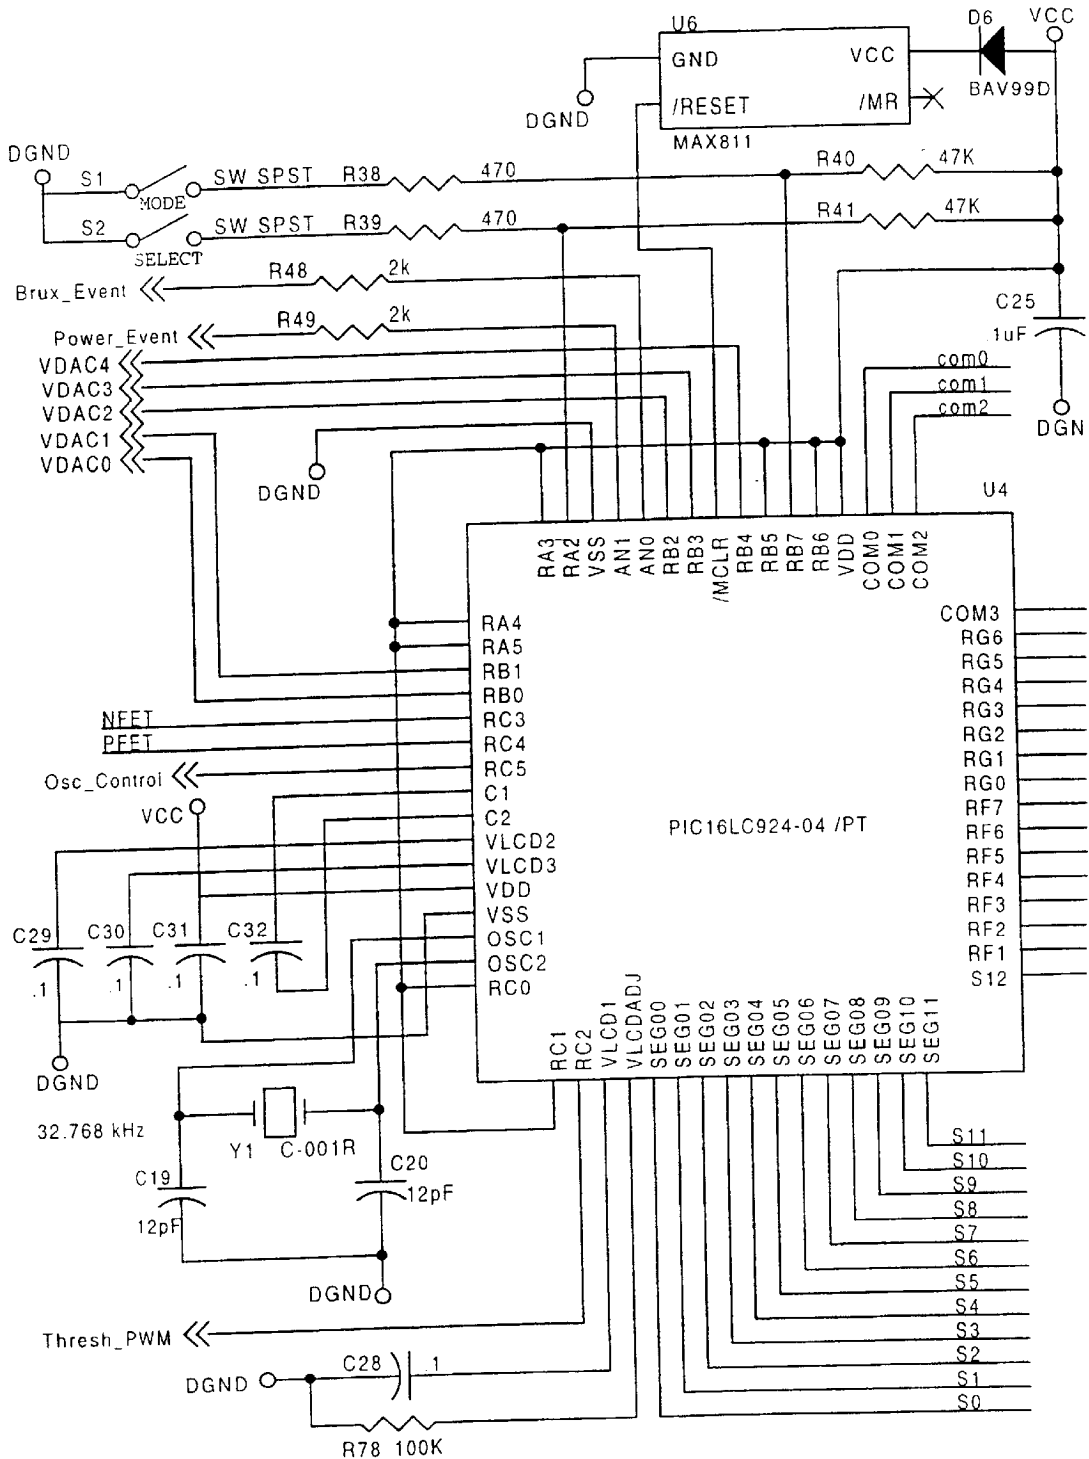 U6
D6
VCC
GND
VCC
/RESET
/MR
BAV99D
DGND
MAX811
DGND
S1
MODE
SW SPST
R38
470
R40
47K
S2
SELECT
SW SPST
R39
470
R41
47K
Brux_Event
R48
2k
Power_Event
R49
2k
C25
.1uF
VDAC4
VDAC3
VDAC2
VDAC1
VDAC0
com0
com1
com2
DGN
DGND
U4
RA3
RA2
VSS
AN1
AN0
RB2
RB3
/MCLR
RB4
RB5
RB7
RB6
VDD
COM0
COM1
COM2
RA4
RA5
RB1
RB0
RC3
RC4
RC5
C1
C2
VLCD2
VLCD3
VDD
VSS
OSC1
OSC2
RC0
NFET
PFET
Osc_Control
VCC
PIC16LC924-04 /PT
COM3
RG6
RG5
RG4
RG3
RG2
RG1
RG0
RF7
RF6
RF5
RF4
RF3
RF2
RF1
S12
C29
.1
C30
.1
C31
.1
C32
.1
DGND
RC1
RC2
VLCD1
VLCDADJ
SEG00
SEG01
SEG02
SEG03
SEG04
SEG05
SEG06
SEG07
SEG08
SEG09
SEG10
SEG11
32.768 kHz
Y1
C-001R
C19
12pF
C20
12pF
DGND
S11
S10
S9
S8
S7
S6
S5
S4
S3
S2
S1
S0
Thresh_PWM
DGND
C28
.1
R78 100K